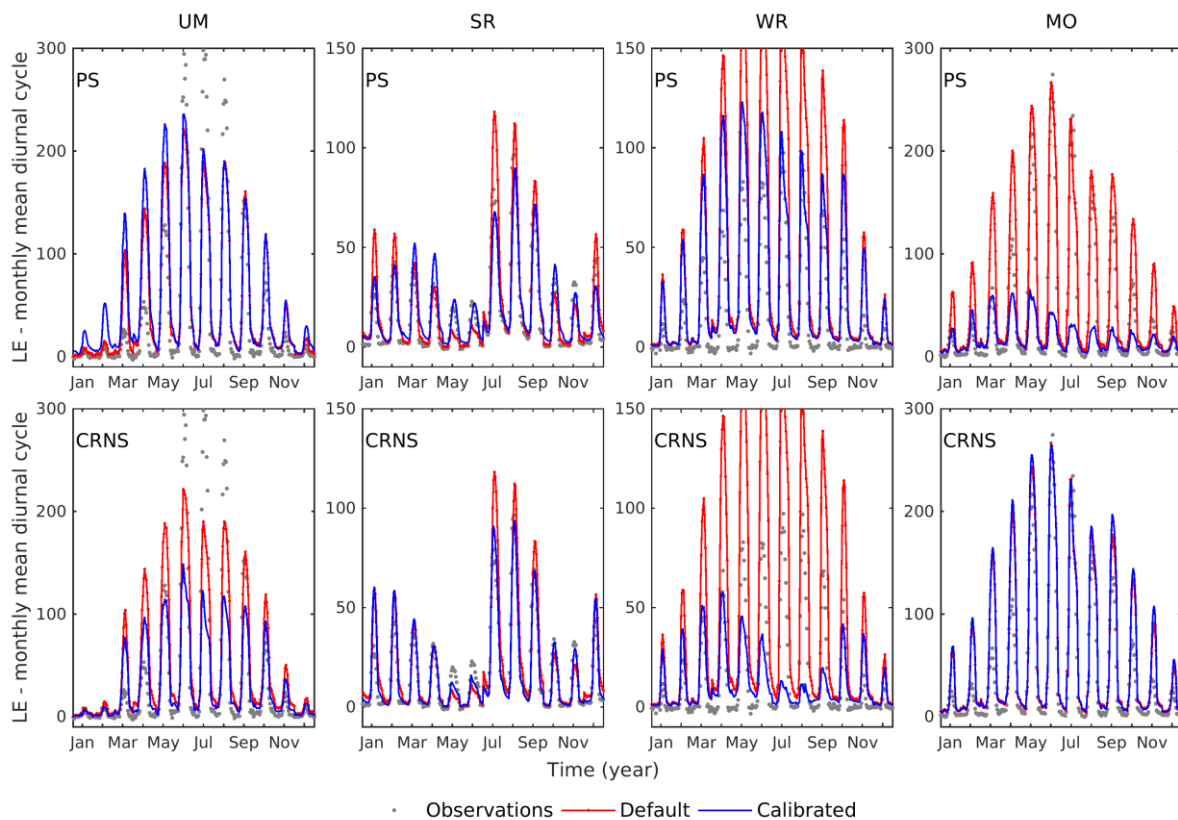 UM SR WR MO
LE - monthly mean diurnal cycle
300
200
100
0
PS
Jan Mar May Jul Sep Nov
150
100
50
0
PS
Jan Mar May Jul Sep Nov
150
100
50
0
PS
Jan Mar May Jul Sep Nov
300
200
100
0
PS
Jan Mar May Jul Sep Nov
LE - monthly mean diurnal cycle
300
200
100
0
CRNS
Jan Mar May Jul Sep Nov
150
100
50
0
CRNS
Jan Mar May Jul Sep Nov
150
100
50
0
CRNS
Jan Mar May Jul Sep Nov
300
200
100
0
CRNS
Jan Mar May Jul Sep Nov
Time (year)
Observations Default Calibrated